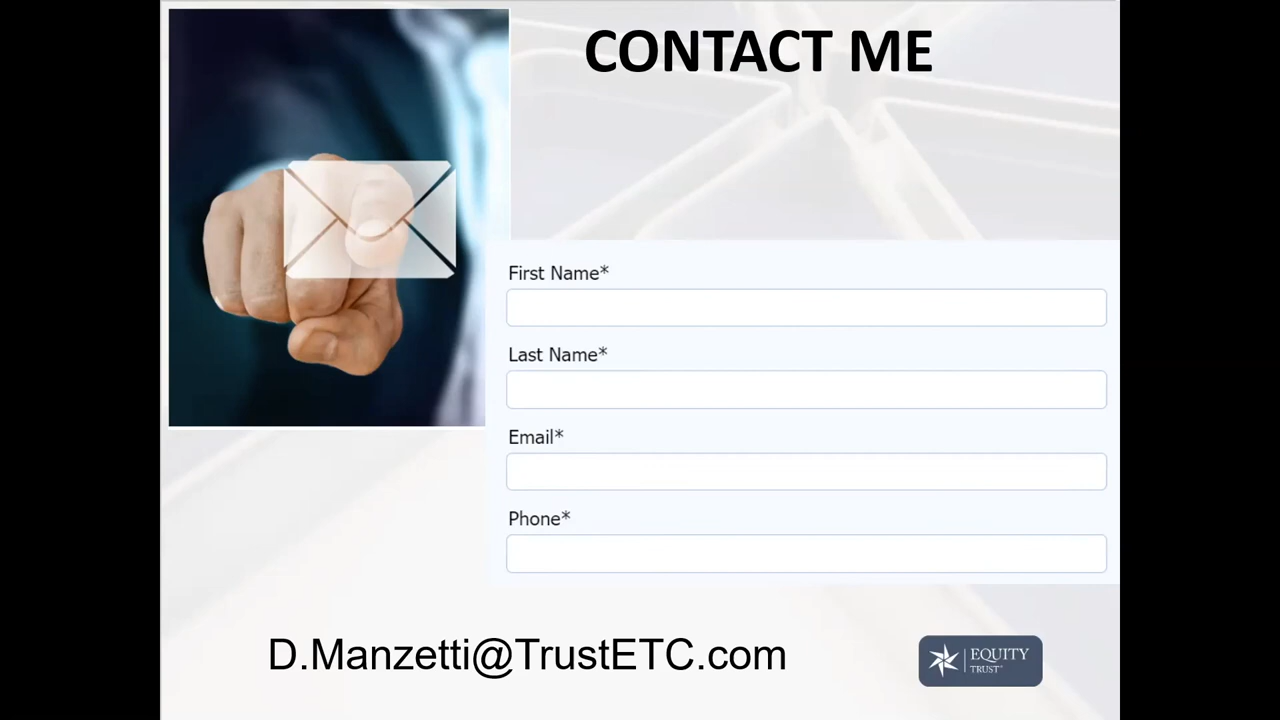 CONTACT ME
First Name*
Last Name*
Email*
Phone*
D.Manzetti@TrustETC.com
EQUITY
TRUST